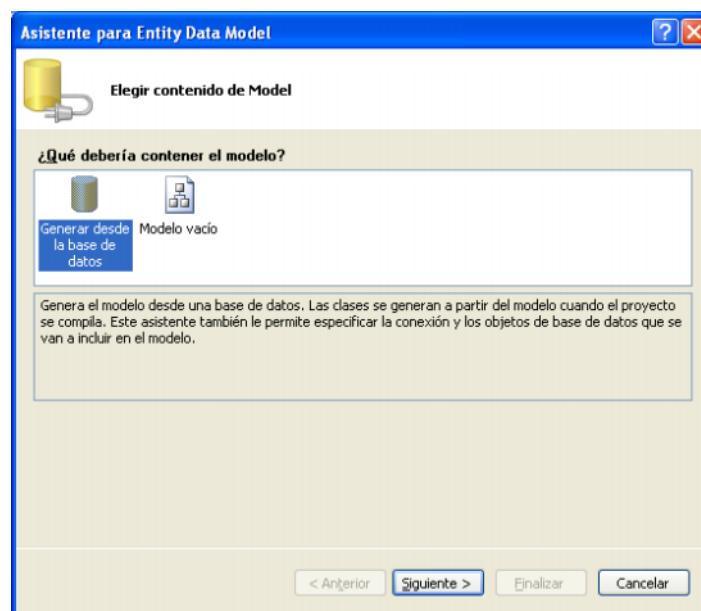 Asistente para Entity Data Model
Elegir contenido de Model
¿Qué debería contener el modelo?
Generar desde
la base de
datos
Modelo vacío
Genera el modelo desde una base de datos. Las clases se generan a partir del modelo cuando el proyecto
se compila. Este asistente también le permite especificar la conexión y los objetos de base de datos que se
van a incluir en el modelo.
< Anterior
Siguiente >
Finalizar
Cancelar